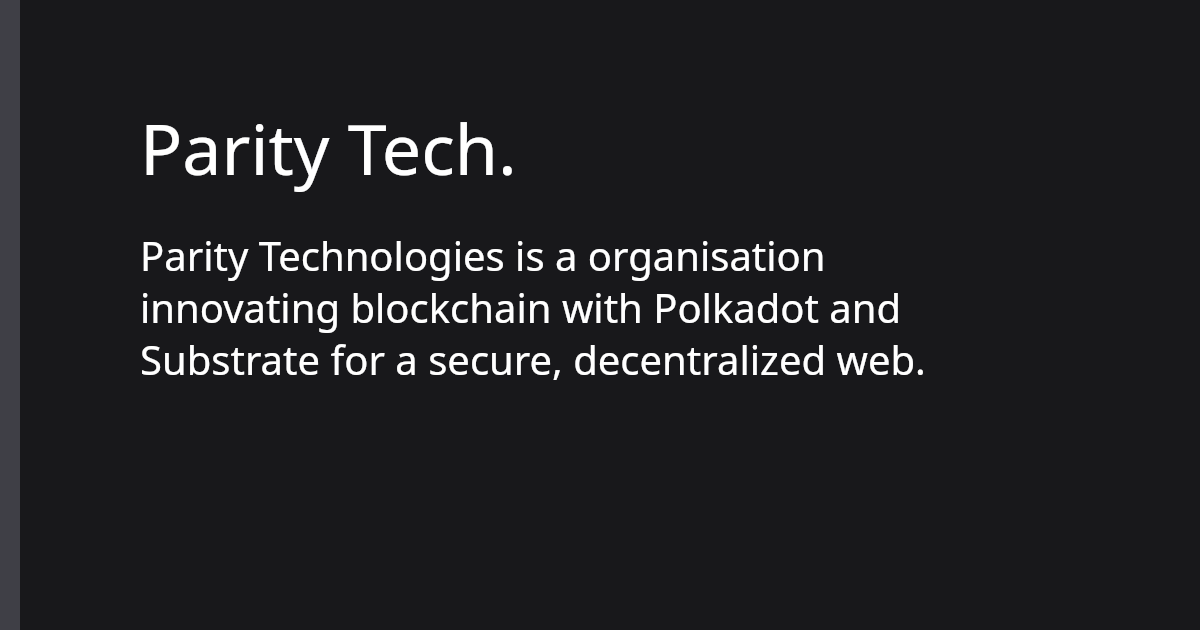 Parity Tech.
Parity Technologies is a organisation
innovating blockchain with Polkadot and
Substrate for a secure, decentralized web.